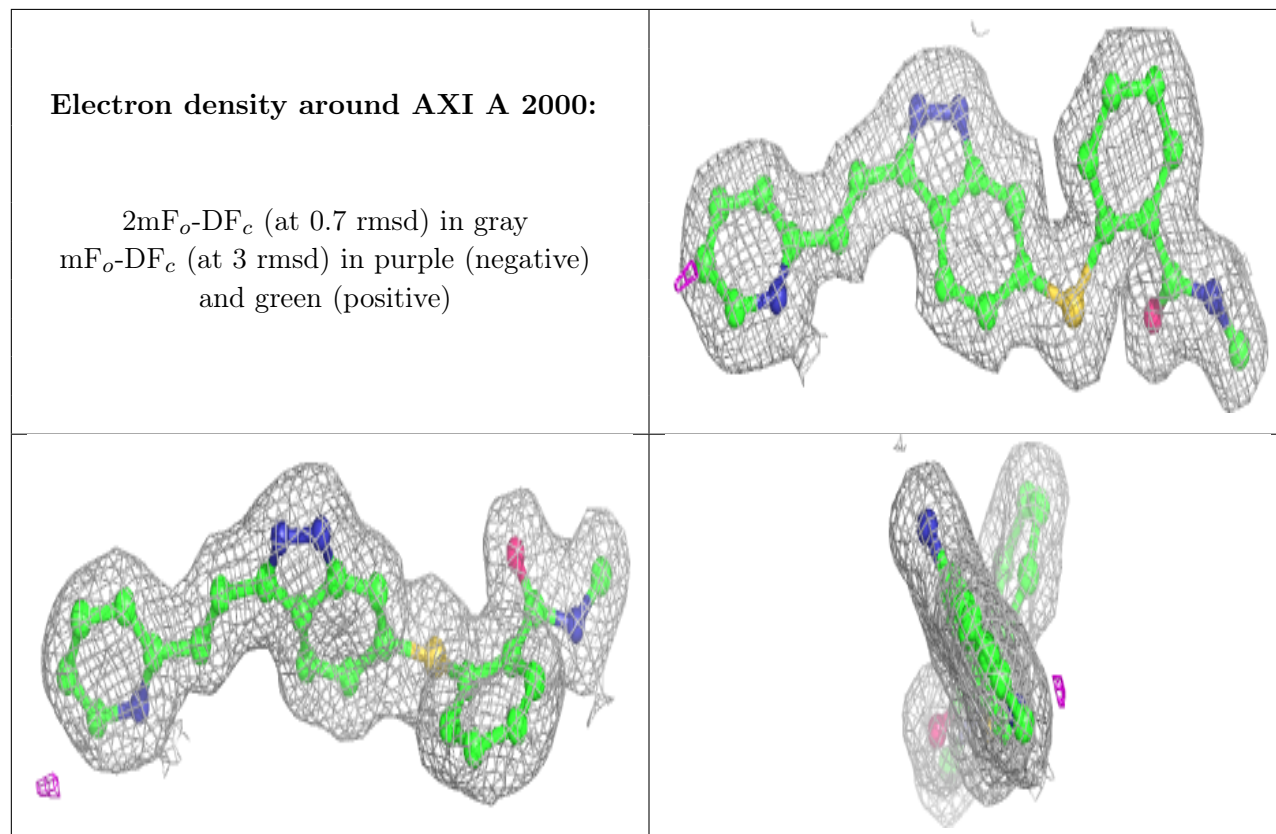 Electron density around AXI A 2000:
2mFo-DFc (at 0.7 rmsd) in gray
mFo-DFc (at 3 rmsd) in purple (negative)
and green (positive)